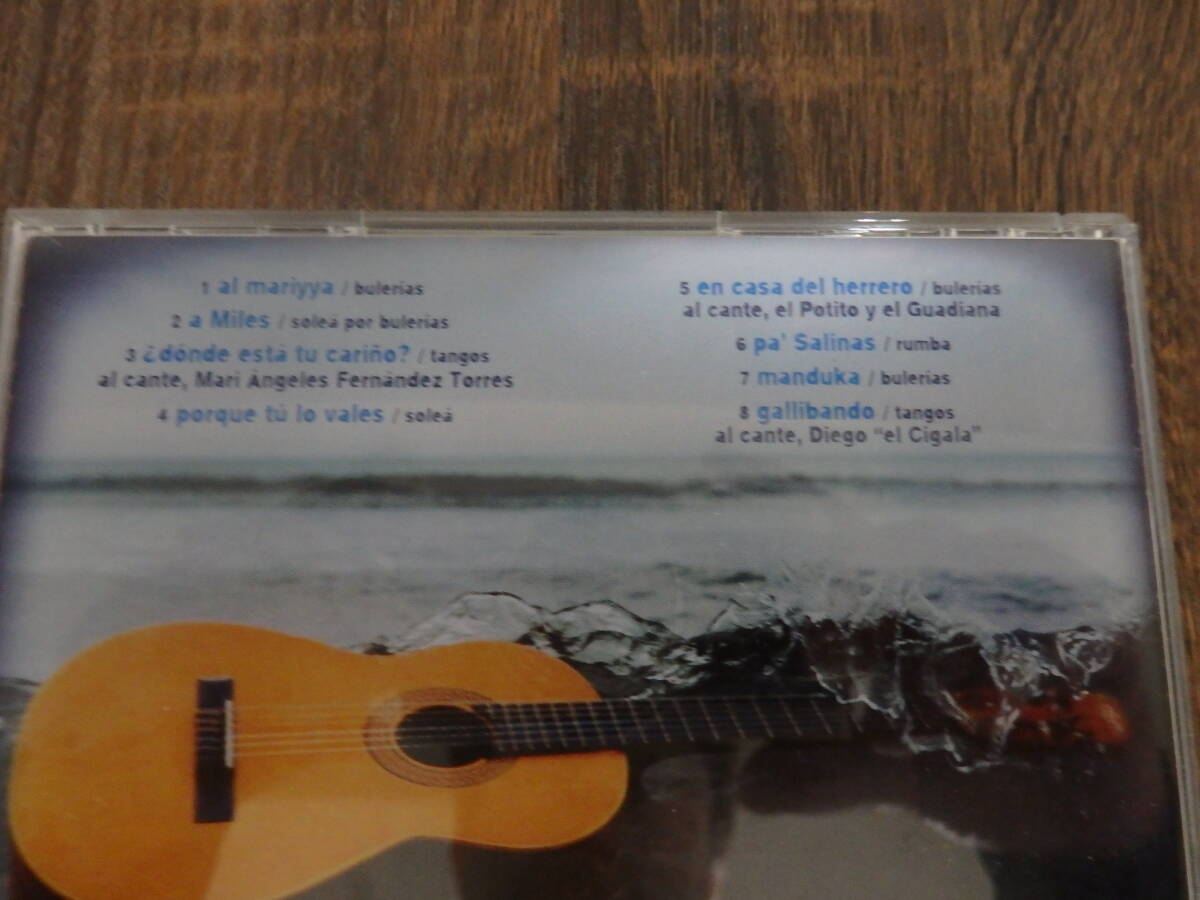 1 al mariyya / bulerías
2 a Miles / soleá por bulerías
3 ¿dónde está tu cariño? / tangos
al cante, Mari Ángeles Fernández Torres
4 porque tú lo vales / soleá
5 en casa del herrero / bulerías
al cante, el Potito y el Guadiana
6 pa' Salinas / rumba
7 manduka / bulerías
8 gallibando / tangos
al cante, Diego "el Cigala"